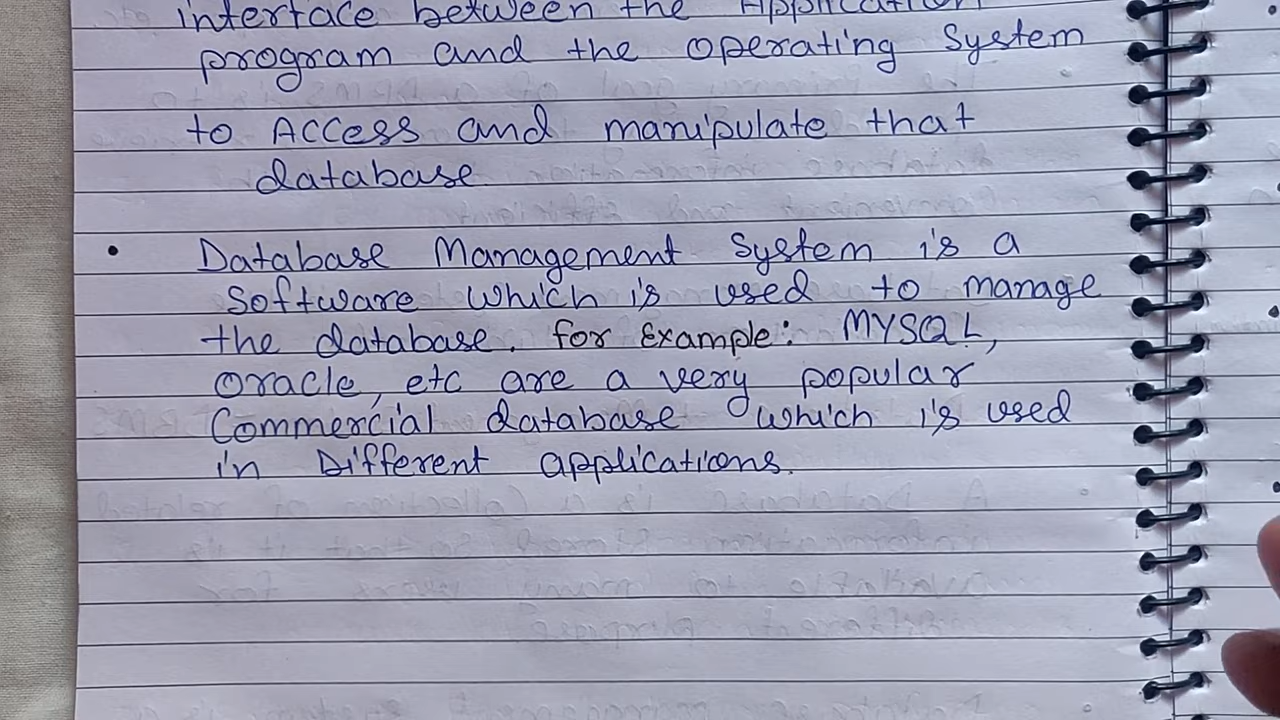 interface between the Application
program and the operating System
to Access and manipulate that
database
• Database Management System is a
Software which is used to manage
the database. for Example: MYSQL,
Oracle, etc are a very popular
Commercial database which is used
in Different applications.